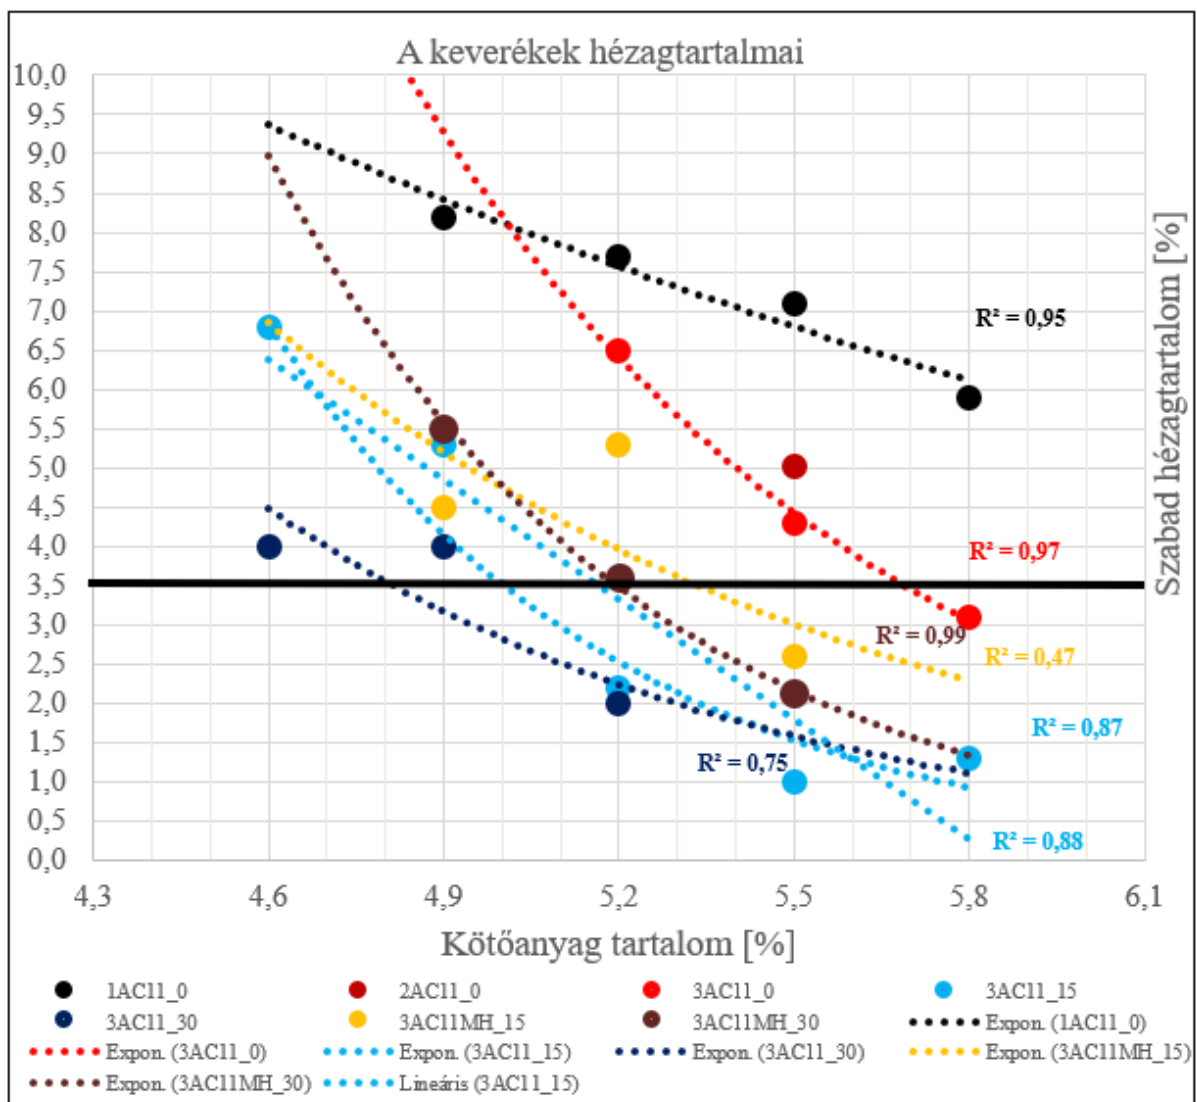 A keverékek hézagtartalmai
10,0
9,5
9,0
8,5
8,0
7,5
7,0
6,5
6,0
5,5
5,0
4,5
4,0
3,5
3,0
2,5
2,0
1,5
1,0
0,5
0,0
R² = 0,95
R² = 0,97
R² = 0,99
R² = 0,47
R² = 0,87
R² = 0,75
R² = 0,88
Szabad hézagtartalom [%]
4,3 4,6 4,9 5,2 5,5 5,8 6,1
Kötőanyag tartalom [%]
1AC11_0 2AC11_0 3AC11_0 3AC11_15
3AC11_30 3AC11MH_15 3AC11MH_30 Expon. (1AC11_0)
Expon. (3AC11_0) Expon. (3AC11_15) Expon. (3AC11_30) Expon. (3AC11MH_15)
Expon. (3AC11MH_30) Lineáris (3AC11_15)